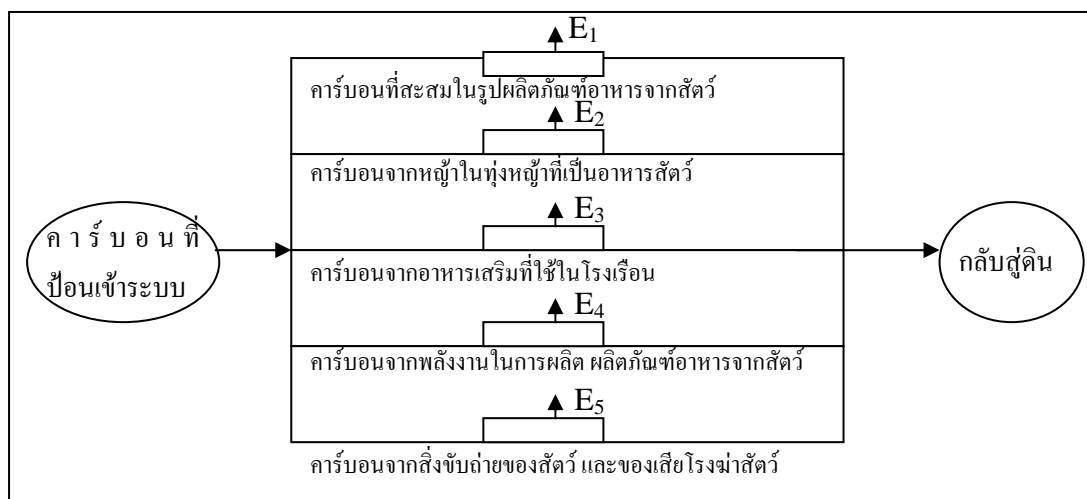 E1
คาร์บอนที่สะสมในรูปผลิตภัณฑ์อาหารจากสัตว์
E2
คาร์บอนจากหญ้าในทุ่งหญ้าที่เป็นอาหารสัตว์
E3
คาร์บอนที่
ป้อนเข้าระบบ
กลับสู่ดิน
คาร์บอนจากอาหารเสริมที่ใช้ในโรงเรือน
E4
คาร์บอนจากพลังงานในการผลิต ผลิตภัณฑ์อาหารจากสัตว์
E5
คาร์บอนจากสิ่งขับถ่ายของสัตว์ และของเสียโรงฆ่าสัตว์